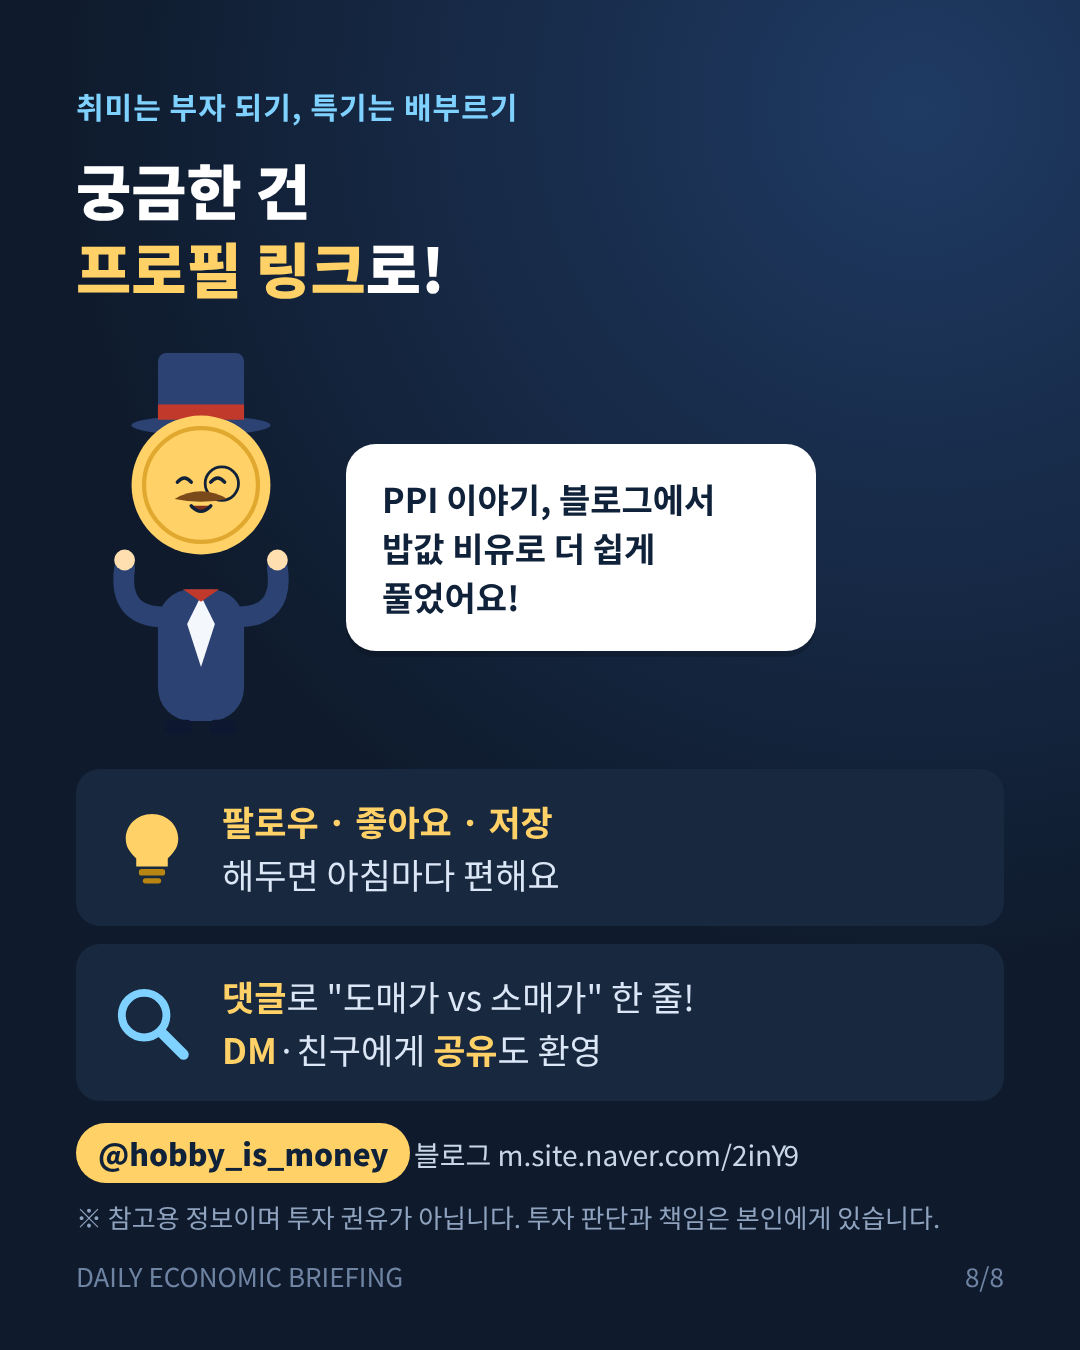 취미는 부자 되기, 특기는 배부르기
궁금한 건
프로필 링크로!
PPI 이야기, 블로그에서
밥값 비유로 더 쉽게
풀었어요!
팔로우 · 좋아요 · 저장
해두면 아침마다 편해요
댓글로 "도매가 vs 소매가" 한 줄!
DM·친구에게 공유도 환영
@hobby_is_money 블로그 m.site.naver.com/2inY9
※ 참고용 정보이며 투자 권유가 아닙니다. 투자 판단과 책임은 본인에게 있습니다.
DAILY ECONOMIC BRIEFING 8/8